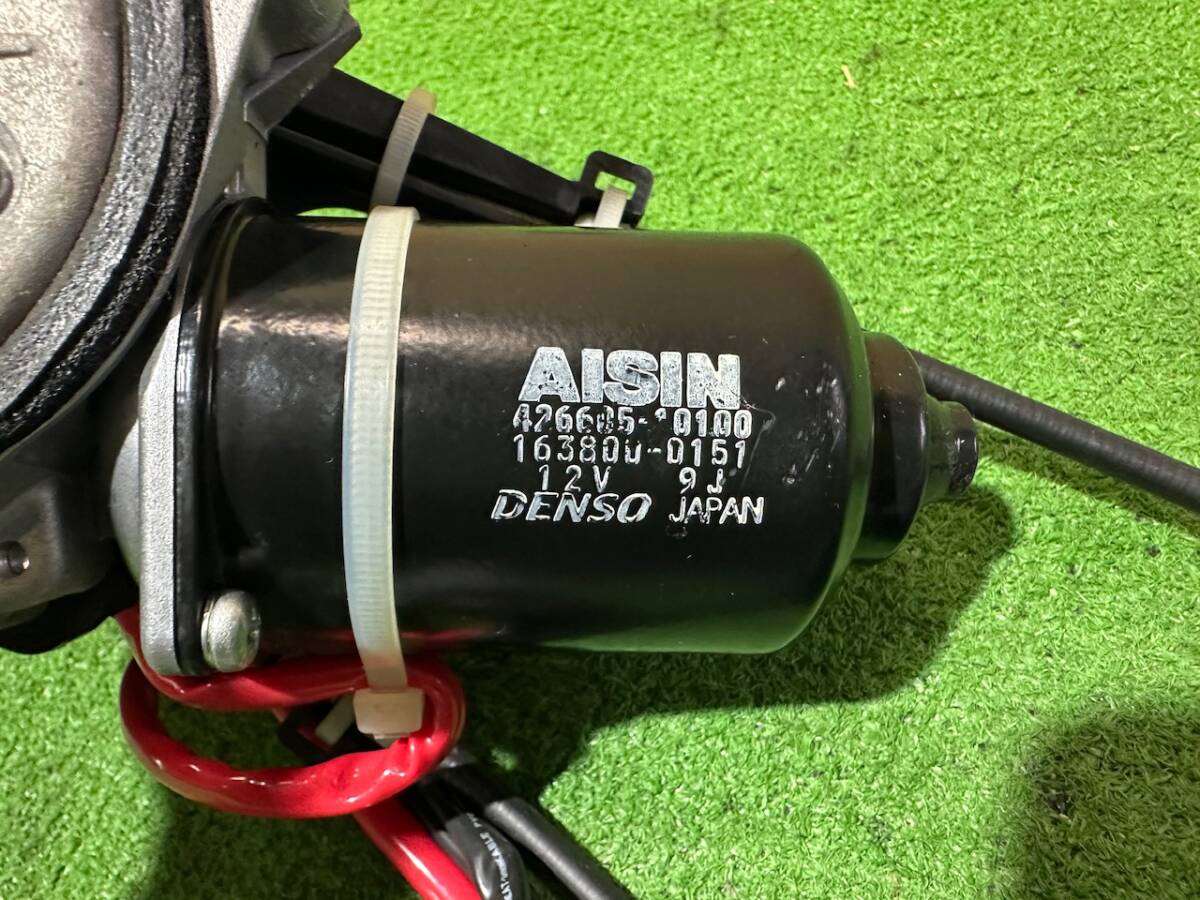 AISIN
426605-10100
163800-0151
12V 9J
DENSO JAPAN